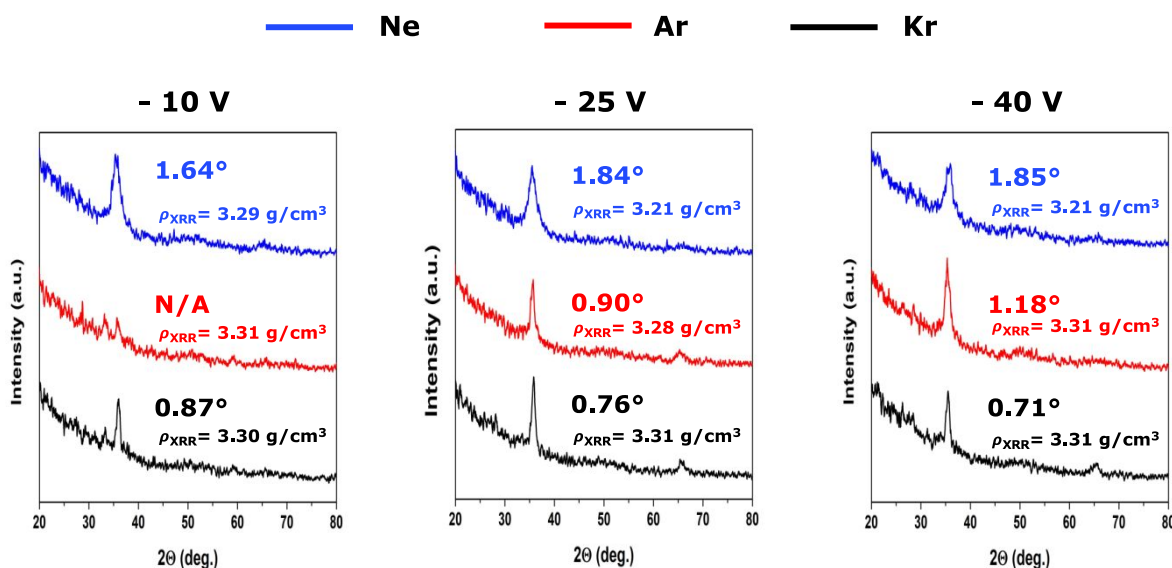 Ne Ar Kr
- 10 V
- 25 V
- 40 V
Intensity (a.u.)
1.64°
ρXRR= 3.29 g/cm³
N/A
ρXRR= 3.31 g/cm³
0.87°
ρXRR= 3.30 g/cm³
20 30 40 50 60 70 80
2Θ (deg.)
Intensity (a.u.)
1.84°
ρXRR= 3.21 g/cm³
0.90°
ρXRR= 3.28 g/cm³
0.76°
ρXRR= 3.31 g/cm³
20 30 40 50 60 70 80
2Θ (deg.)
Intensity (a.u.)
1.85°
ρXRR= 3.21 g/cm³
1.18°
ρXRR= 3.31 g/cm³
0.71°
ρXRR= 3.31 g/cm³
20 30 40 50 60 70 80
2Θ (deg.)